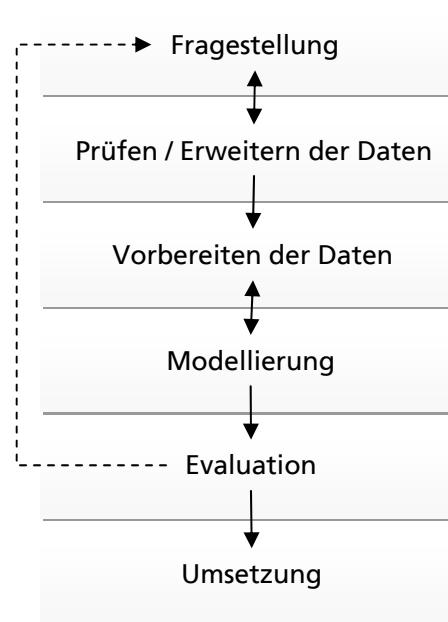 Fragestellung
Prüfen / Erweitern der Daten
Vorbereiten der Daten
Modellierung
Evaluation
Umsetzung